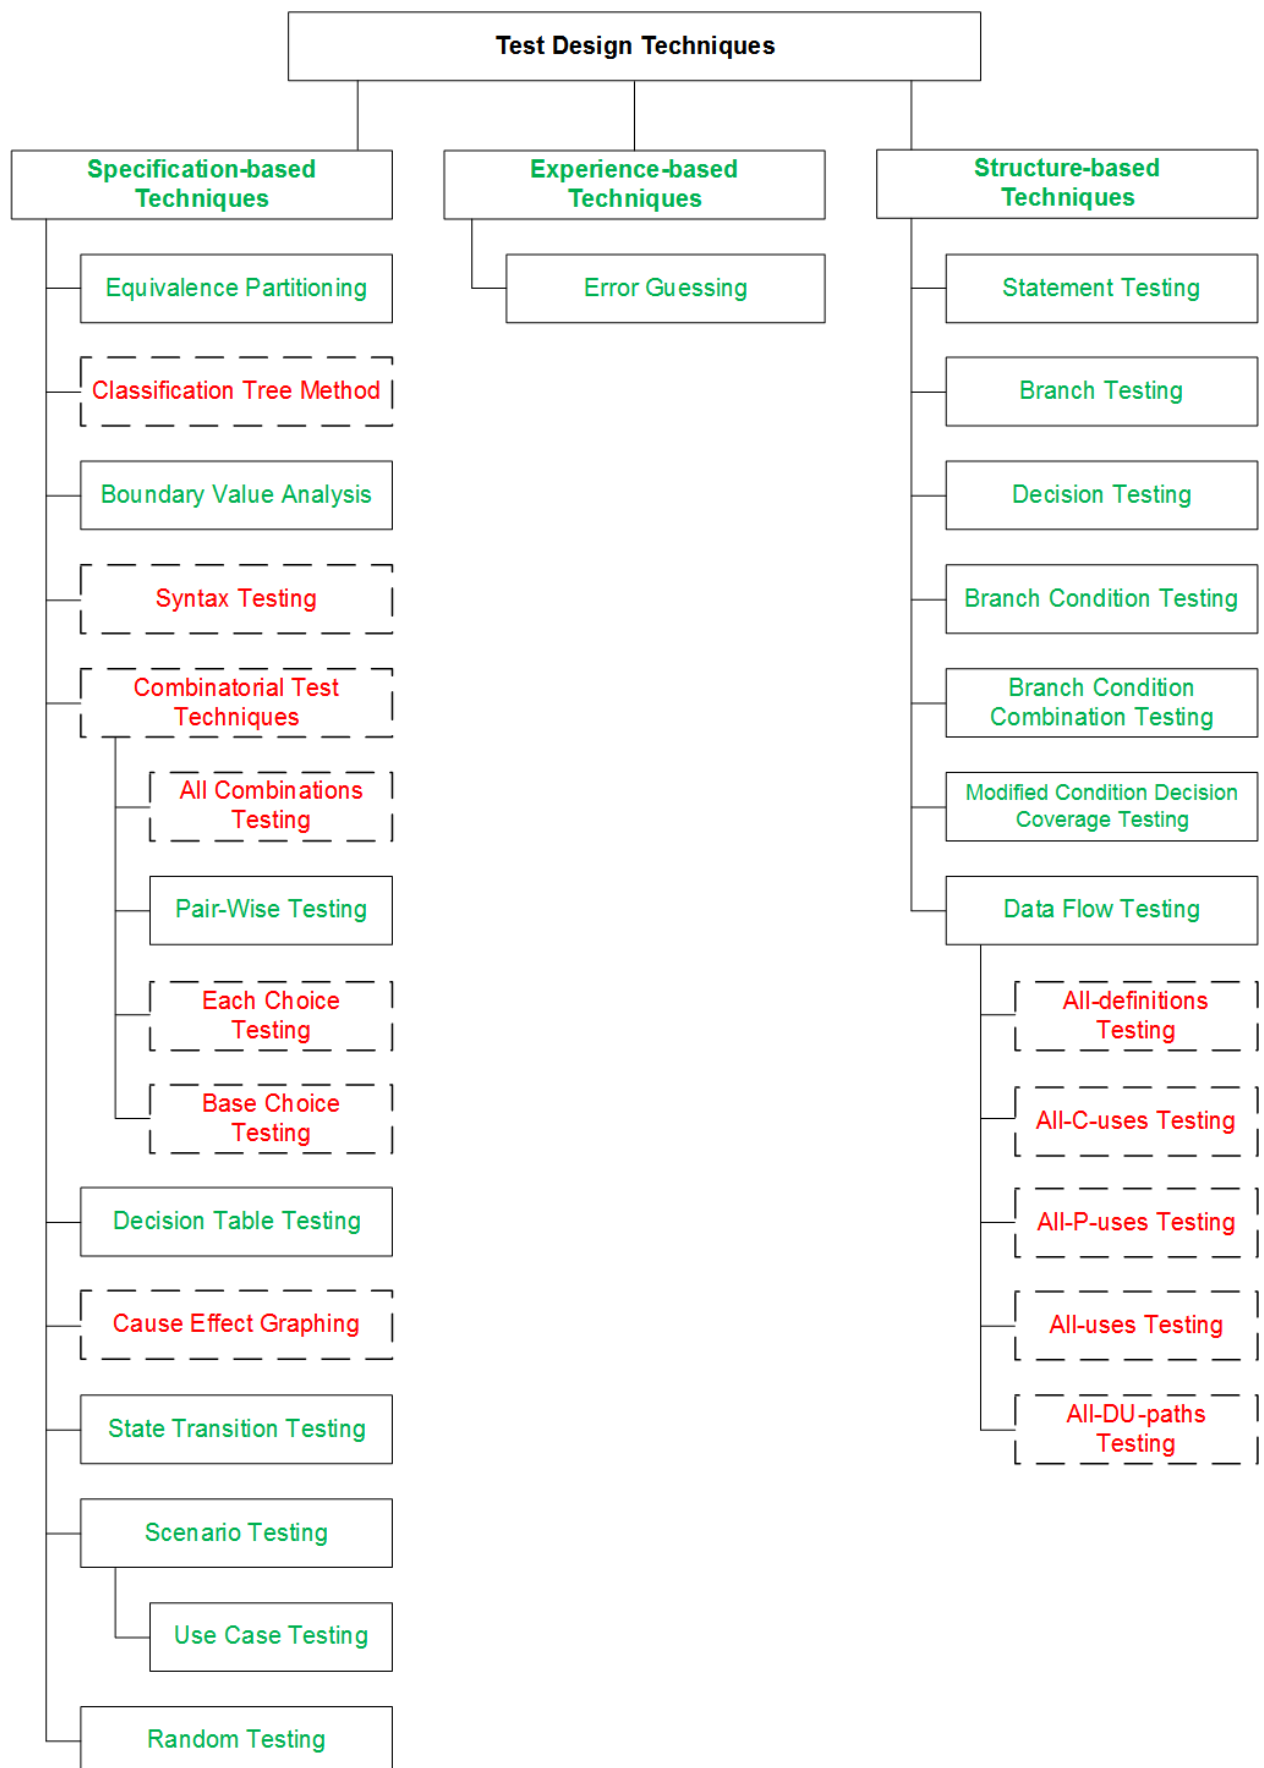 Test Design Techniques
Specification-based
Techniques
Equivalence Partitioning
Classification Tree Method
Boundary Value Analysis
Syntax Testing
Combinatorial Test
Techniques
All Combinations
Testing
Pair-Wise Testing
Each Choice
Testing
Base Choice
Testing
Decision Table Testing
Cause Effect Graphing
State Transition Testing
Scenario Testing
Use Case Testing
Random Testing
Experience-based
Techniques
Error Guessing
Structure-based
Techniques
Statement Testing
Branch Testing
Decision Testing
Branch Condition Testing
Branch Condition
Combination Testing
Modified Condition Decision
Coverage Testing
Data Flow Testing
All-definitions
Testing
All-C-uses Testing
All-P-uses Testing
All-uses Testing
All-DU-paths
Testing